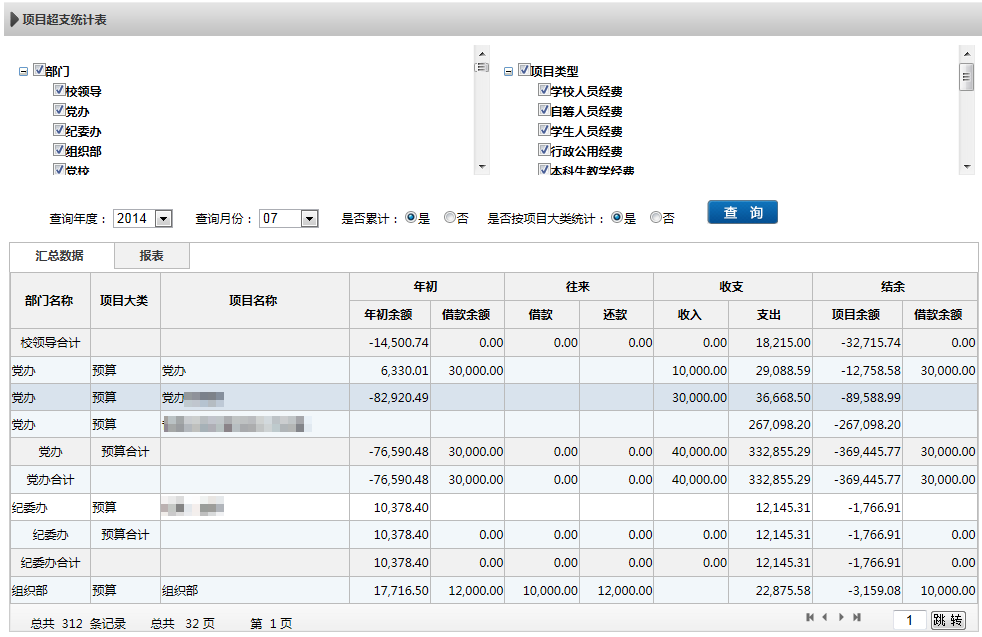 项目超支统计表
部门
校领导
党办
纪委办
组织部
党校
项目类型
学校人员经费
自筹人员经费
学生人员经费
行政公用经费
本科生教学经费
查询年度： 2014 查询月份： 07 是否累计： 是 否 是否按项目大类统计： 是 否 查 询
汇总数据 报表
部门名称 项目大类 项目名称 年初 往来 收支 结余
年初余额 借款余额 借款 还款 收入 支出 项目余额 借款余额
校领导合计 -14,500.74 0.00 0.00 0.00 0.00 18,215.00 -32,715.74 0.00
党办 预算 党办 6,330.01 30,000.00 10,000.00 29,088.59 -12,758.58 30,000.00
党办 预算 党办 -82,920.49 30,000.00 36,668.50 -89,588.99
党办 预算 267,098.20 -267,098.20
党办 预算合计 -76,590.48 30,000.00 0.00 0.00 40,000.00 332,855.29 -369,445.77 30,000.00
党办合计 -76,590.48 30,000.00 0.00 0.00 40,000.00 332,855.29 -369,445.77 30,000.00
纪委办 预算 10,378.40 12,145.31 -1,766.91
纪委办 预算合计 10,378.40 0.00 0.00 0.00 0.00 12,145.31 -1,766.91 0.00
纪委办合计 10,378.40 0.00 0.00 0.00 0.00 12,145.31 -1,766.91 0.00
组织部 预算 组织部 17,716.50 12,000.00 10,000.00 12,000.00 22,875.58 -3,159.08 10,000.00
总共 312 条记录 总共 32 页 第 1 页 1 跳 转